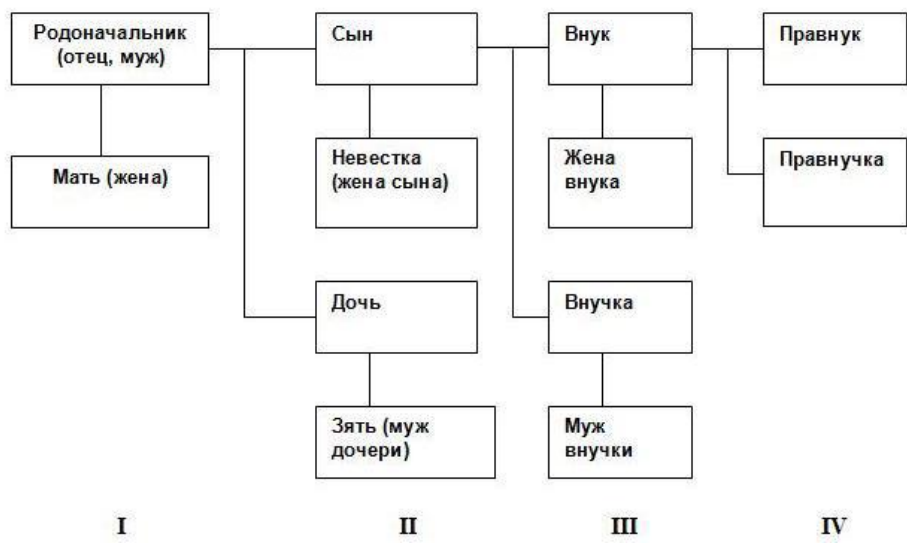 Родоначальник
(отец, муж)
Мать (жена)
Сын
Невестка
(жена сына)
Дочь
Зять (муж
дочери)
Внук
Жена
внука
Внучка
Муж
внучки
Правнук
Правнучка
I
II
III
IV